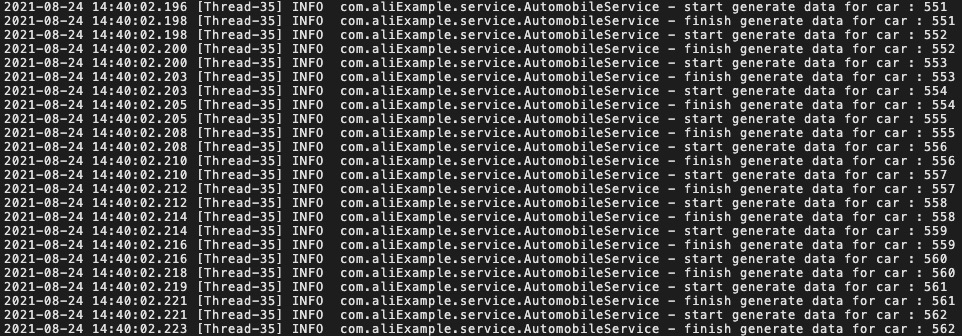 2021-08-24 14:40:02.196 [Thread-35] INFO  com.aliExample.service.AutomobileService - start generate data for car : 551
2021-08-24 14:40:02.198 [Thread-35] INFO  com.aliExample.service.AutomobileService - finish generate data for car : 551
2021-08-24 14:40:02.198 [Thread-35] INFO  com.aliExample.service.AutomobileService - start generate data for car : 552
2021-08-24 14:40:02.200 [Thread-35] INFO  com.aliExample.service.AutomobileService - finish generate data for car : 552
2021-08-24 14:40:02.200 [Thread-35] INFO  com.aliExample.service.AutomobileService - start generate data for car : 553
2021-08-24 14:40:02.203 [Thread-35] INFO  com.aliExample.service.AutomobileService - finish generate data for car : 553
2021-08-24 14:40:02.203 [Thread-35] INFO  com.aliExample.service.AutomobileService - start generate data for car : 554
2021-08-24 14:40:02.205 [Thread-35] INFO  com.aliExample.service.AutomobileService - finish generate data for car : 554
2021-08-24 14:40:02.205 [Thread-35] INFO  com.aliExample.service.AutomobileService - start generate data for car : 555
2021-08-24 14:40:02.208 [Thread-35] INFO  com.aliExample.service.AutomobileService - finish generate data for car : 555
2021-08-24 14:40:02.208 [Thread-35] INFO  com.aliExample.service.AutomobileService - start generate data for car : 556
2021-08-24 14:40:02.210 [Thread-35] INFO  com.aliExample.service.AutomobileService - finish generate data for car : 556
2021-08-24 14:40:02.210 [Thread-35] INFO  com.aliExample.service.AutomobileService - start generate data for car : 557
2021-08-24 14:40:02.212 [Thread-35] INFO  com.aliExample.service.AutomobileService - finish generate data for car : 557
2021-08-24 14:40:02.212 [Thread-35] INFO  com.aliExample.service.AutomobileService - start generate data for car : 558
2021-08-24 14:40:02.214 [Thread-35] INFO  com.aliExample.service.AutomobileService - finish generate data for car : 558
2021-08-24 14:40:02.214 [Thread-35] INFO  com.aliExample.service.AutomobileService - start generate data for car : 559
2021-08-24 14:40:02.216 [Thread-35] INFO  com.aliExample.service.AutomobileService - finish generate data for car : 559
2021-08-24 14:40:02.216 [Thread-35] INFO  com.aliExample.service.AutomobileService - start generate data for car : 560
2021-08-24 14:40:02.218 [Thread-35] INFO  com.aliExample.service.AutomobileService - finish generate data for car : 560
2021-08-24 14:40:02.219 [Thread-35] INFO  com.aliExample.service.AutomobileService - start generate data for car : 561
2021-08-24 14:40:02.221 [Thread-35] INFO  com.aliExample.service.AutomobileService - finish generate data for car : 561
2021-08-24 14:40:02.221 [Thread-35] INFO  com.aliExample.service.AutomobileService - start generate data for car : 562
2021-08-24 14:40:02.223 [Thread-35] INFO  com.aliExample.service.AutomobileService - finish generate data for car : 562